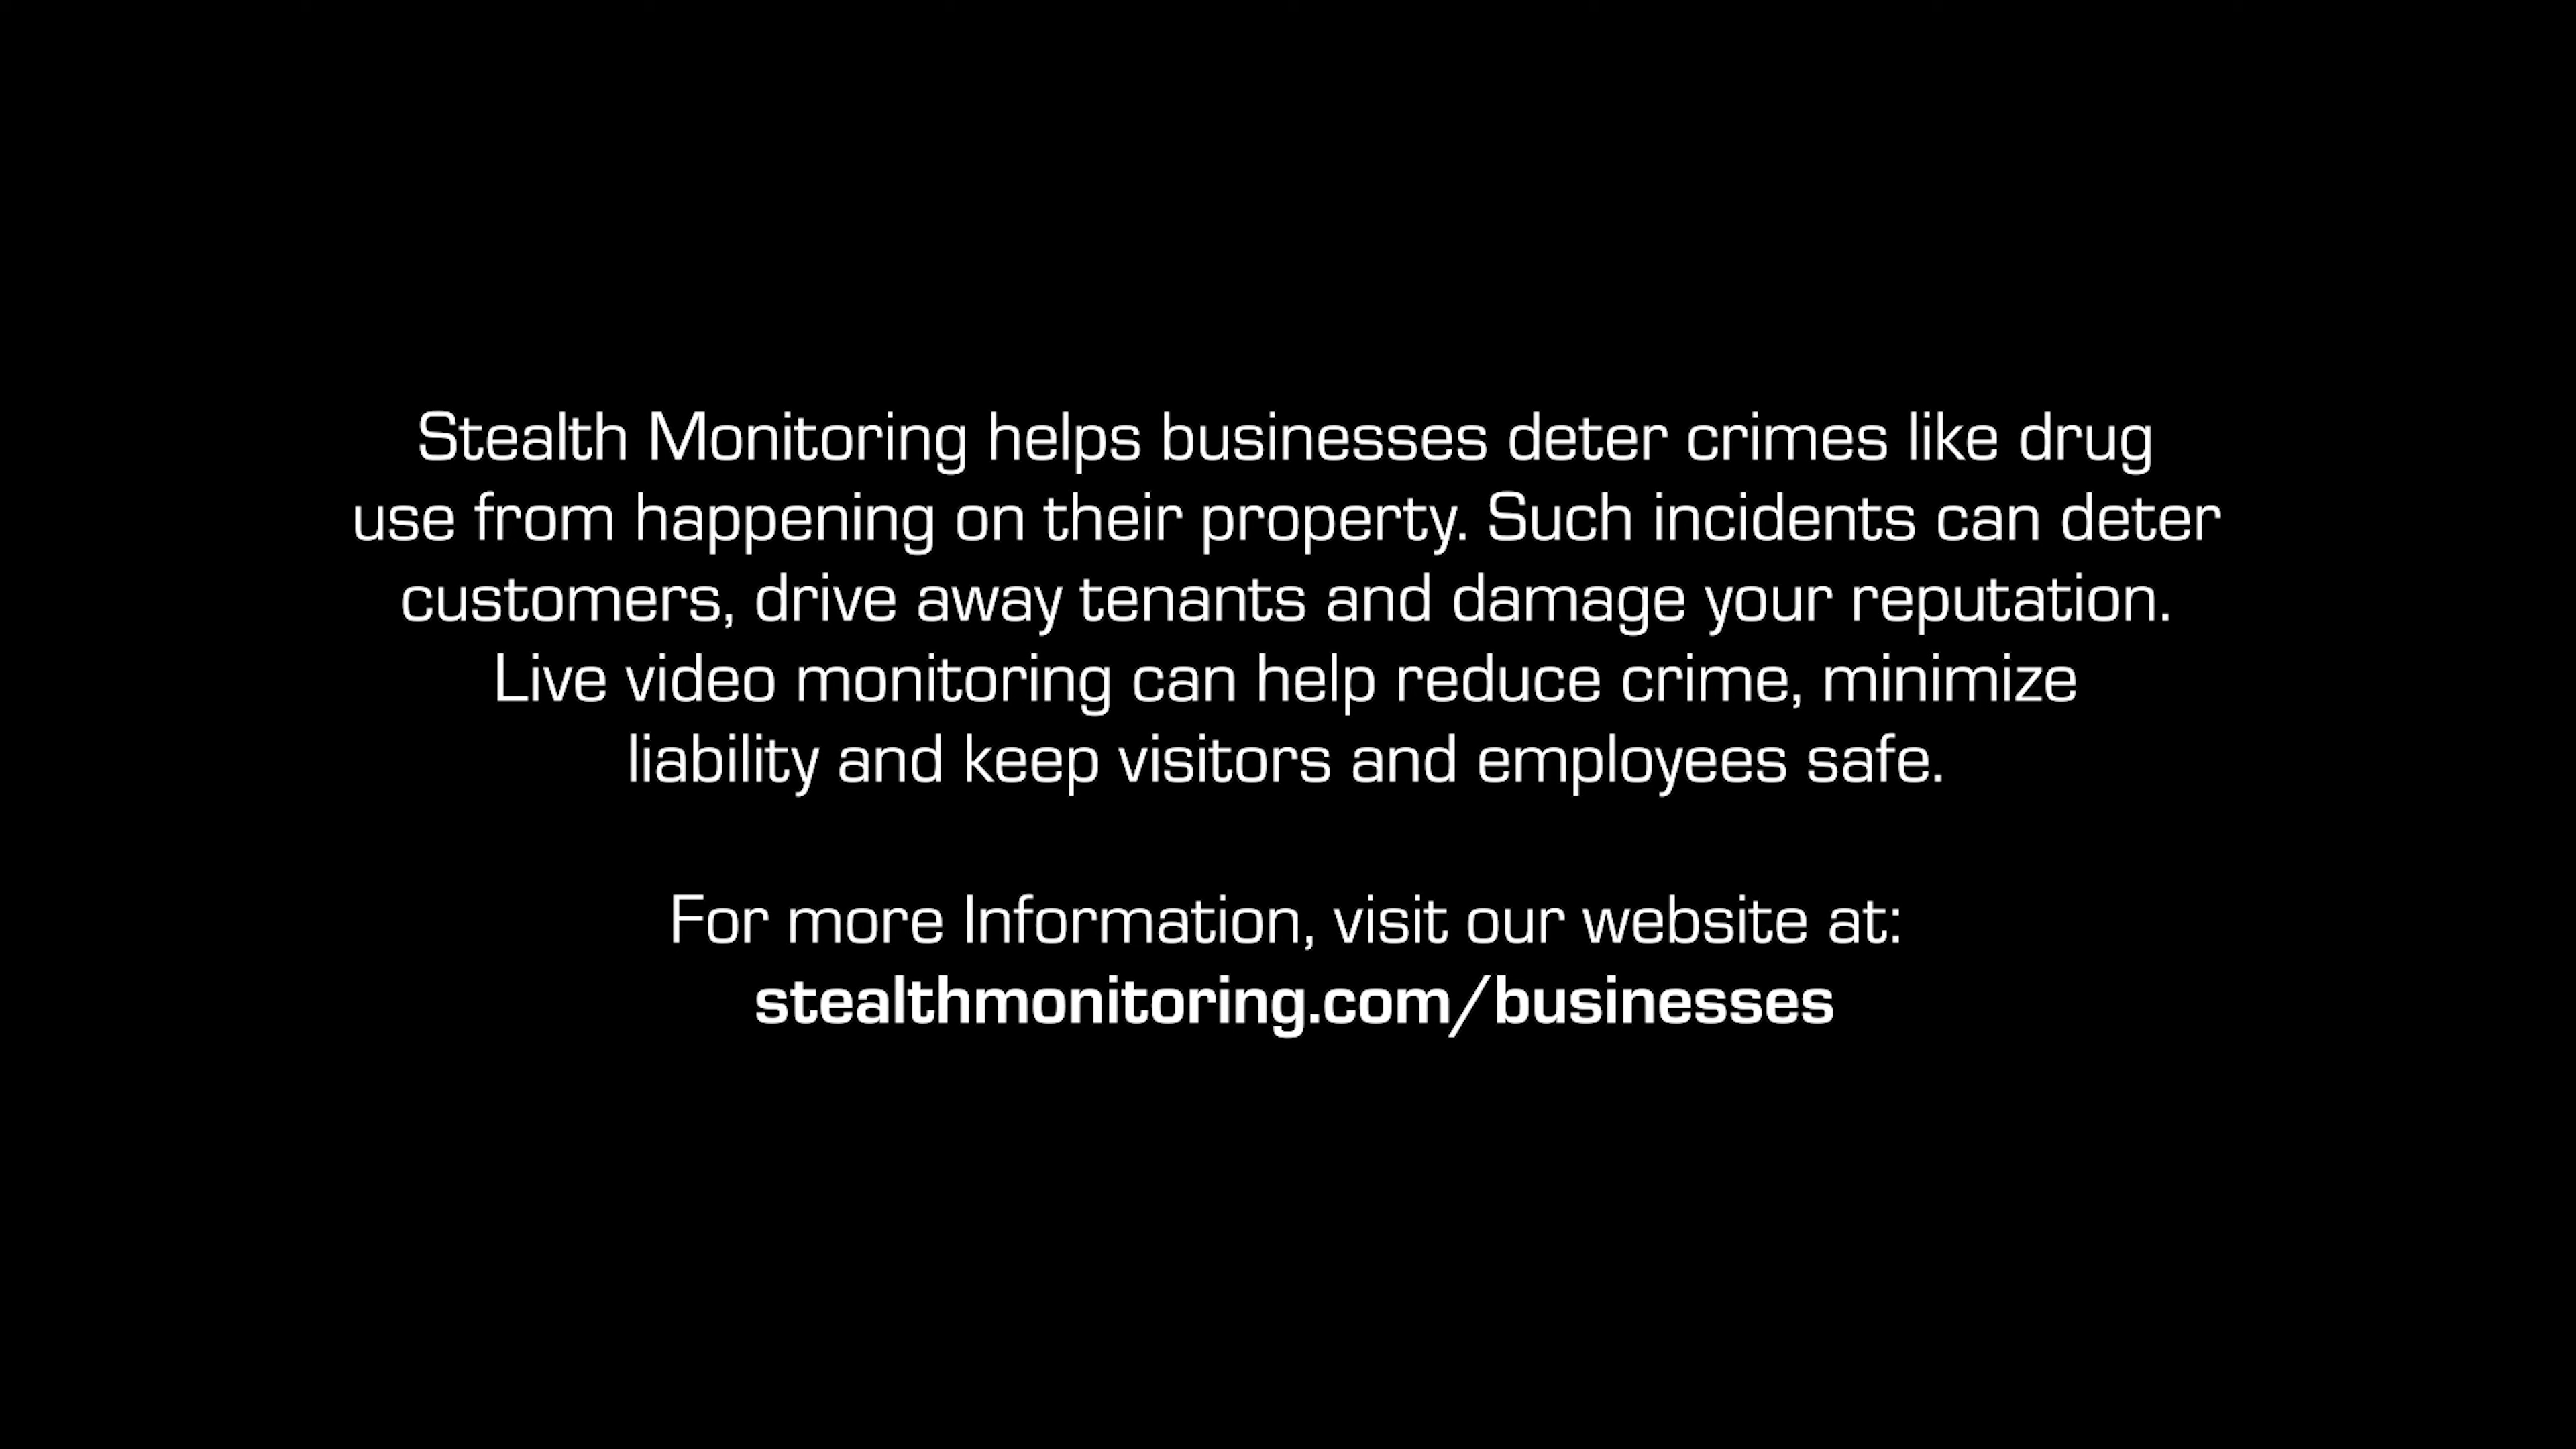 Stealth Monitoring helps businesses deter crimes like drug
use from happening on their property. Such incidents can deter
customers, drive away tenants and damage your reputation.
Live video monitoring can help reduce crime, minimize
liability and keep visitors and employees safe.
For more Information, visit our website at:
stealthmonitoring.com/businesses